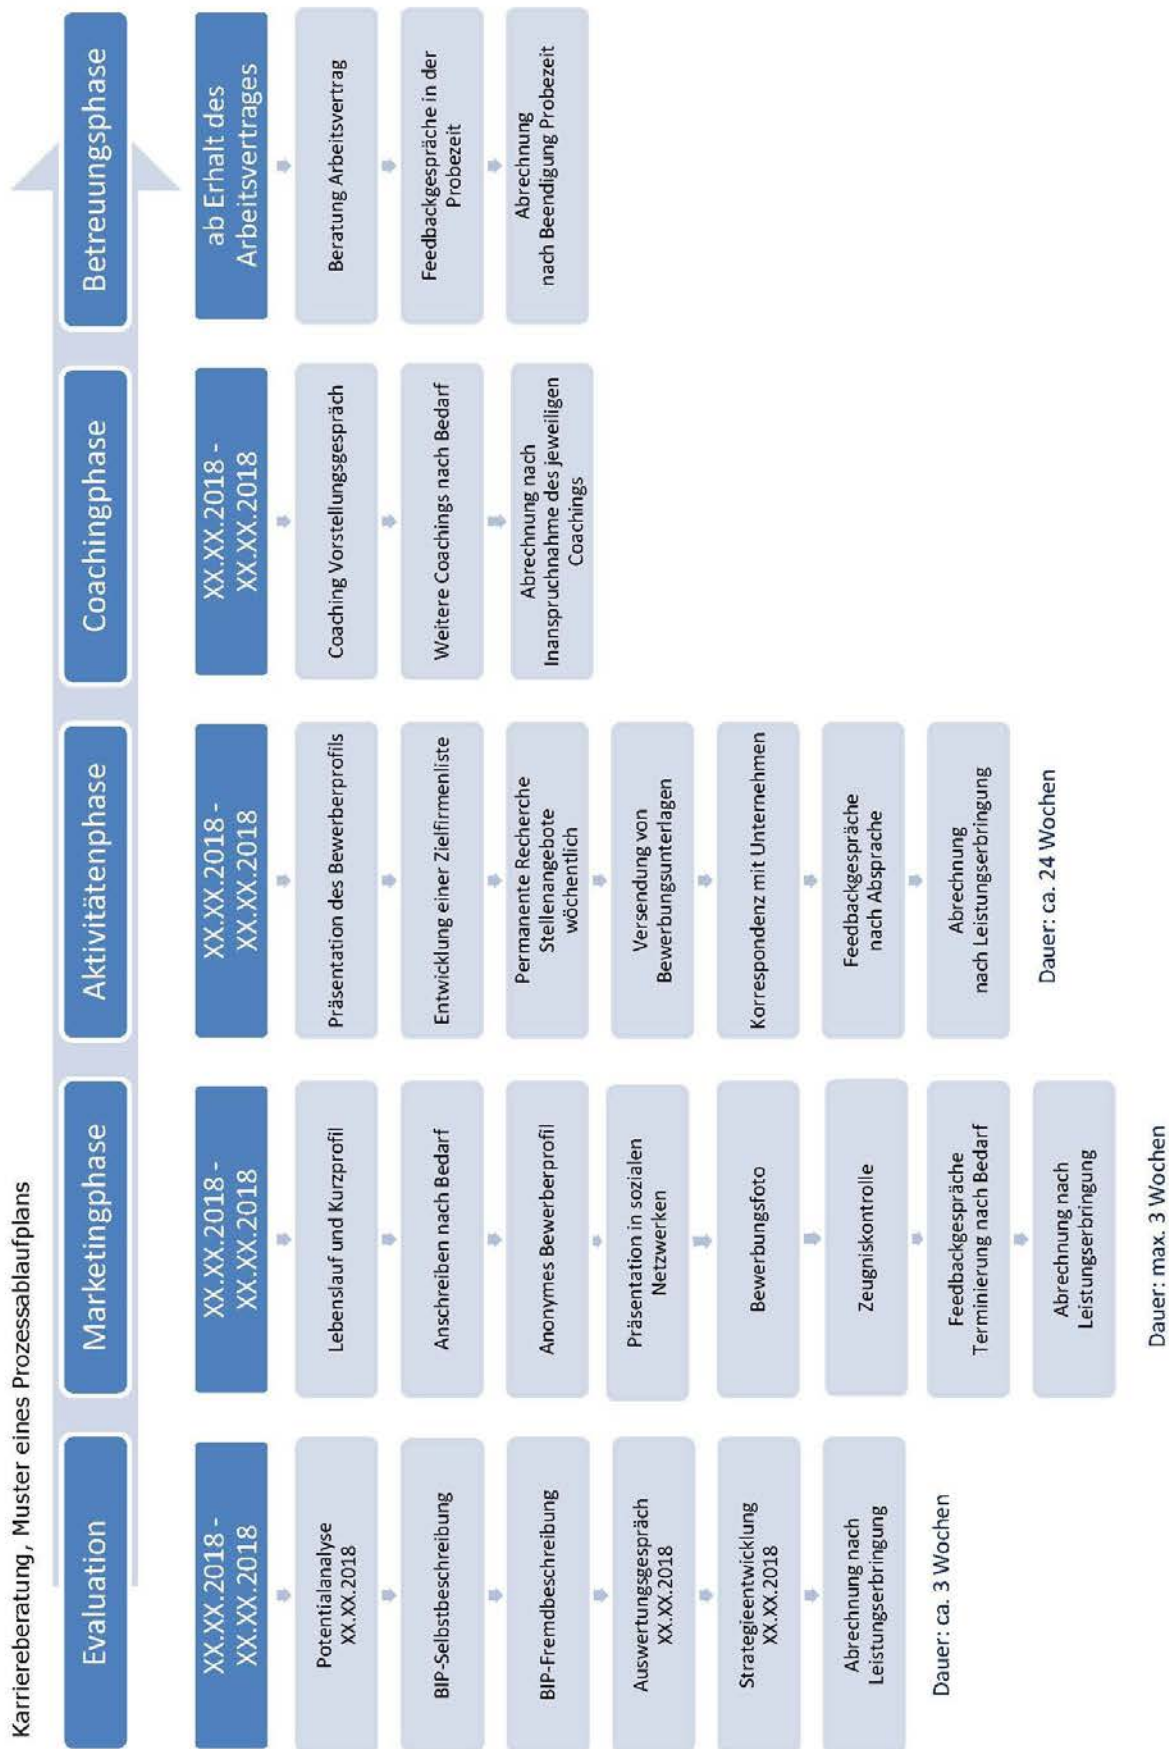 Karriereberatung, Muster eines Prozessablaufplans
Evaluation
XX.XX.2018 -
XX.XX.2018
Potentialanalyse
XX.XX.2018
BIP-Selbstbeschreibung
BIP-Fremdbeschreibung
Auswertungsgespräch
XX.XX.2018
Strategieentwicklung
XX.XX.2018
Abrechnung nach
Leistungserbringung
Dauer: ca. 3 Wochen
Marketingphase
XX.XX.2018-
XX.XX.2018
Lebenslauf und Kurzprofil
Anschreiben nach Bedarf
Anonymes Bewerberprofil
Präsentation in sozialen
Netzwerken
Bewerbungsfoto
Zeugniskontrolle
Feedbackgespräche
Terminierung nach Bedarf
Abrechnung nach
Leistungserbringung
Dauer: max. 3 Wochen
Aktivitätenphase
XX.XX.2018-
XX.XX.2018
Präsentation des Bewerberprofils
Entwicklung einer Zielfirmenliste
Permanente Recherche
Stellenangebote
wöchentlich
Versendung von
Bewerbungsunterlagen
Korrespondenz mit Unternehmen
Feedbackgespräche
nach Absprache
Abrechnung
nach Leistungserbringung
Dauer: ca. 24 Wochen
Coachingphase
XX.XX.2018 -
XX.XX.2018
Coaching Vorstellungsgespräch
Weitere Coachings nach Bedarf
Abrechnung nach
Inanspruchnahme des jeweiligen
Coachings
Betreuungsphase
ab Erhalt des
Arbeitsvertrages
Beratung Arbeitsvertrag
Feedbackgespräche in der
Probezeit
Abrechnung
nach Beendigung Probezeit